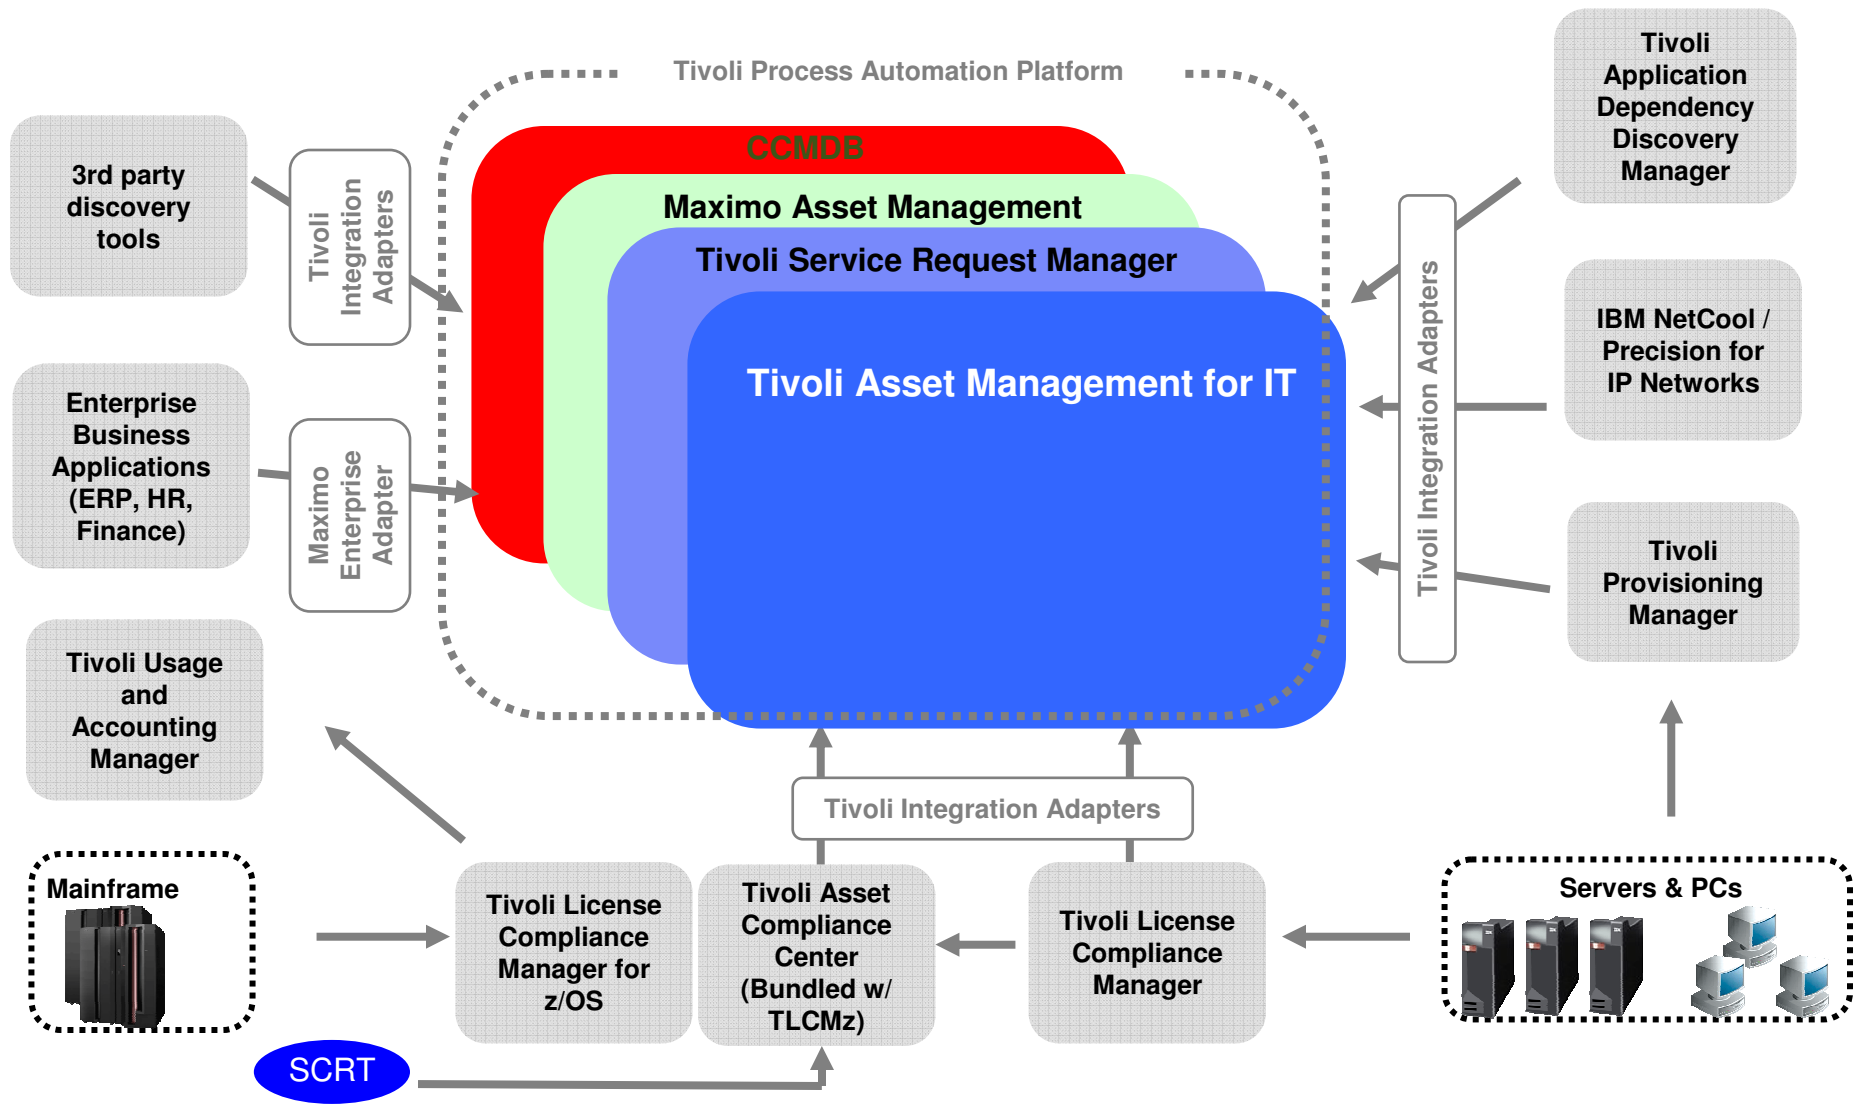 Tivoli Process Automation Platform
CCMDB
Maximo Asset Management
Tivoli Service Request Manager
Tivoli Asset Management for IT
3rd party
discovery
tools
Tivoli
Integration
Adapters
Enterprise
Business
Applications
(ERP, HR,
Finance)
Maximo
Enterprise
Adapter
Tivoli Usage
and
Accounting
Manager
Tivoli
Application
Dependency
Discovery
Manager
Tivoli Integration Adapters
IBM NetCool /
Precision for
IP Networks
Tivoli
Provisioning
Manager
Tivoli Integration Adapters
Mainframe
Tivoli License
Compliance
Manager for
z/OS
Tivoli Asset
Compliance
Center
(Bundled w/
TLCMz)
Tivoli License
Compliance
Manager
Servers & PCs
SCRT